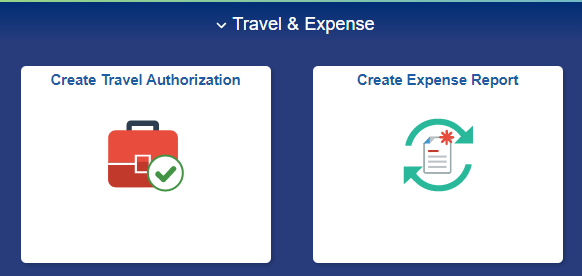 Travel & Expense
Create Travel Authorization
Create Expense Report